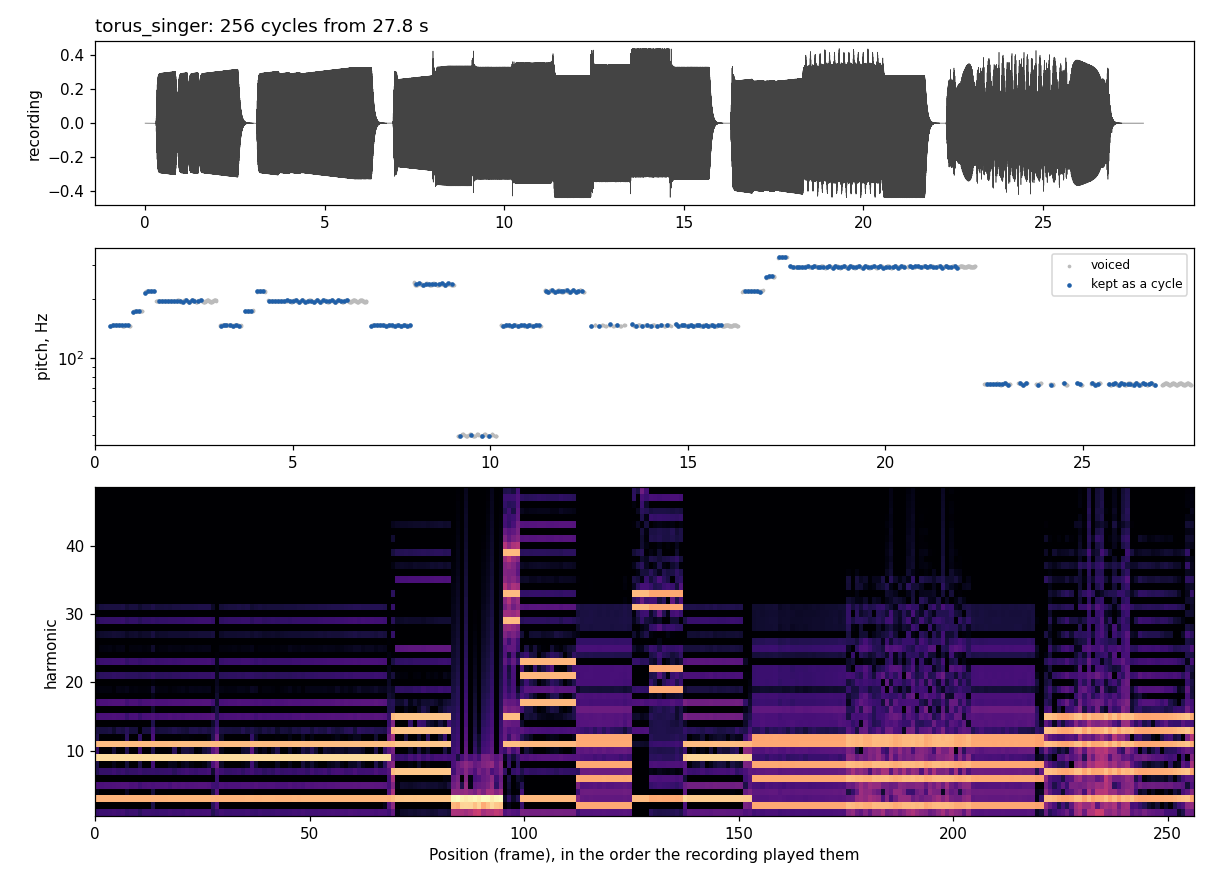 torus_singer: 256 cycles from 27.8 s
recording
0.4
0.2
0.0
−0.2
−0.4
0 5 10 15 20 25
pitch, Hz
10²
voiced
kept as a cycle
0 5 10 15 20 25
harmonic
40
30
20
10
0 50 100 150 200 250
Position (frame), in the order the recording played them